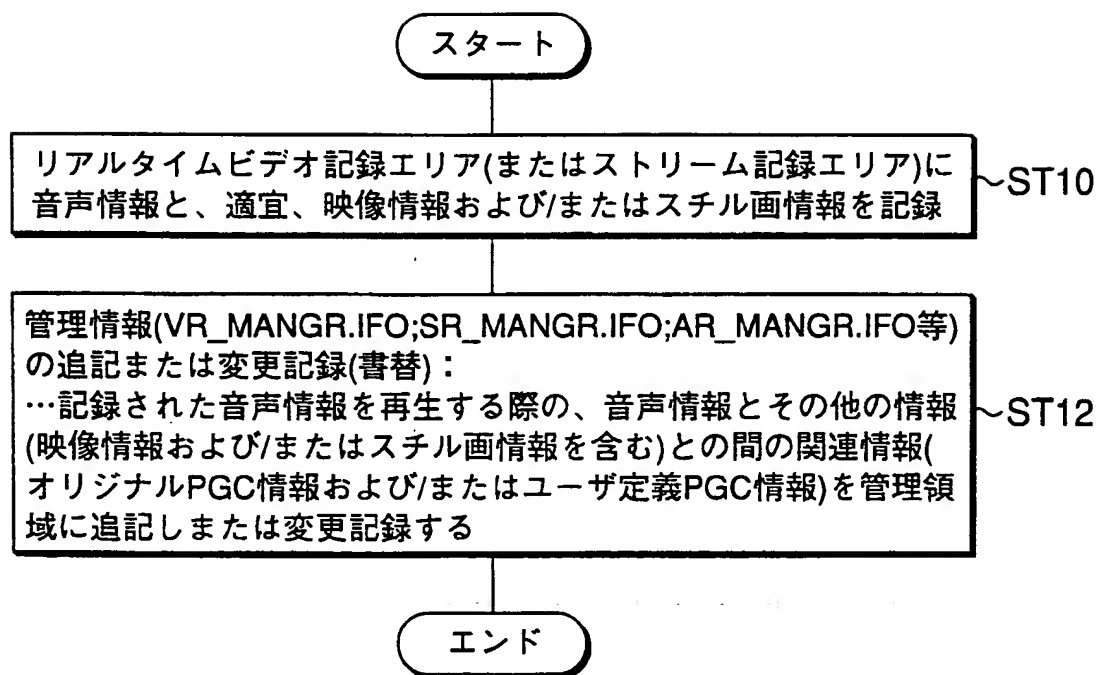 スタート
リアルタイムビデオ記録エリア(またはストリーム記録エリア)に
音声情報と、適宜、映像情報および/またはスチル画情報を記録
~ST10
管理情報(VR_MANGR.IFO;SR_MANGR.IFO;AR_MANGR.IFO等)
の追記または変更記録(書替)：
…記録された音声情報を再生する際の、音声情報とその他の情報
(映像情報および/またはスチル画情報を含む)との間の関連情報(
オリジナルPGC情報および/またはユーザ定義PGC情報)を管理領
域に追記しまたは変更記録する
~ST12
エンド